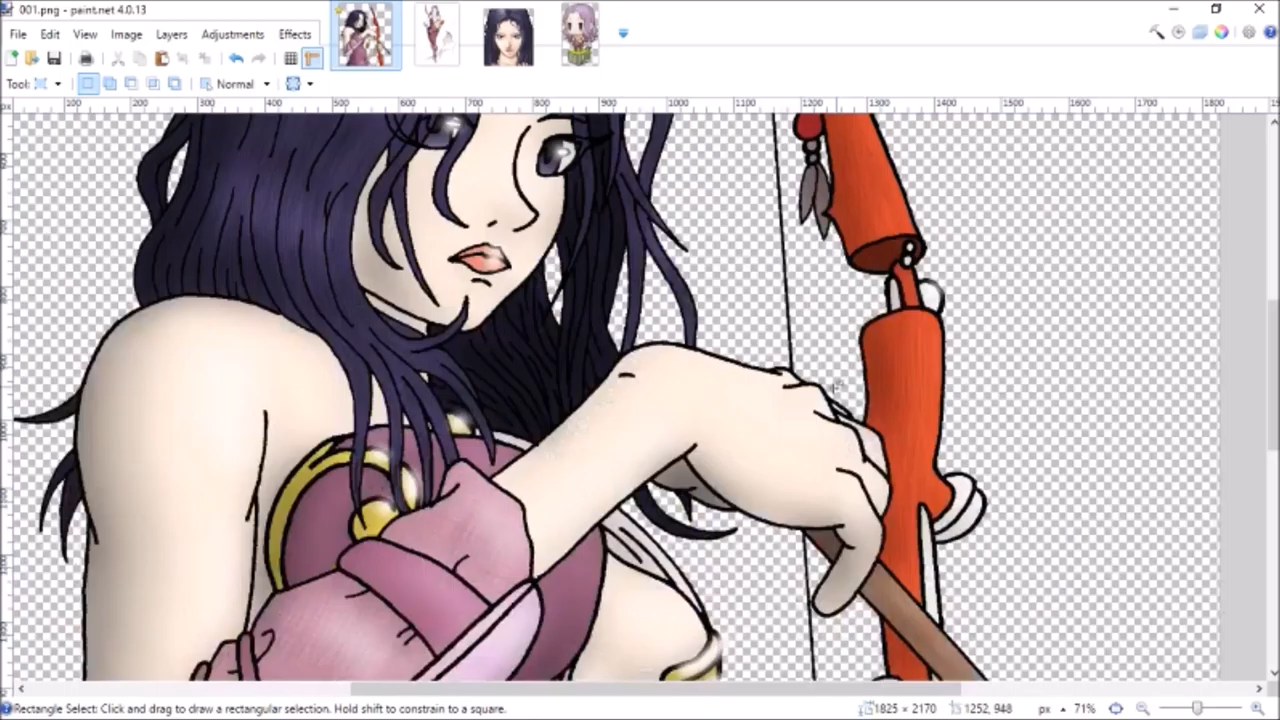 001.png - paint.net 4.0.13
File Edit View Image Layers Adjustments Effects
Tool: Normal
px 100 200 300 400 500 600 700 800 900 1000 1100 1200 1300 1400 1500 1600 1700 1800
Rectangle Select: Click and drag to draw a rectangular selection. Hold shift to constrain to a square.
1825 × 2170 1252, 948 px 71%